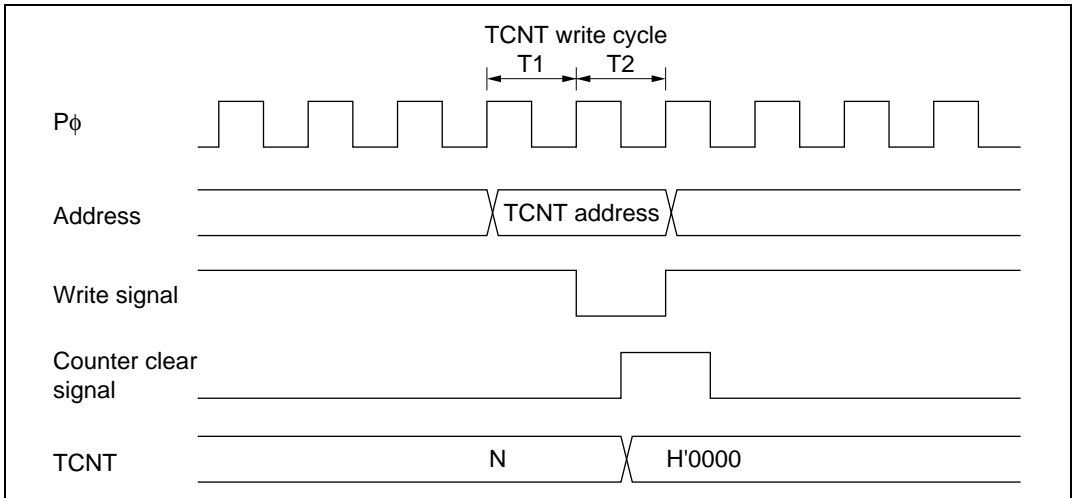 TCNT write cycle
T1 T2
Pϕ
Address
TCNT address
Write signal
Counter clear
signal
TCNT
N
H'0000